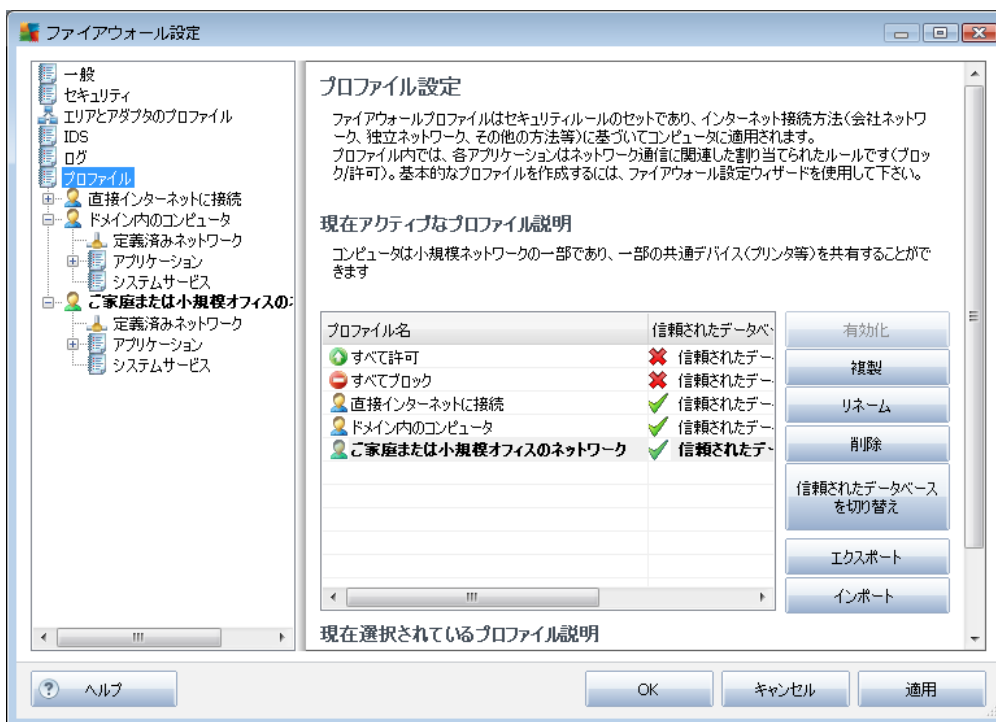 ファイアウォール設定
一般
セキュリティ
エリアとアダプタのプロファイル
IDS
ログ
プロファイル
直接インターネットに接続
ドメイン内のコンピュータ
定義済みネットワーク
アプリケーション
システムサービス
ご家庭または小規模オフィスの
定義済みネットワーク
アプリケーション
システムサービス
プロファイル設定
ファイアウォールプロファイルはセキュリティルールのセットであり、インターネット接続方法(会社ネットワ
ーク、独立ネットワーク、その他の方法等)に基づいてコンピュータに適用されます。
プロファイル内では、各アプリケーションはネットワーク通信に関連した割り当てられたルールです(ブロッ
ク/許可)。基本的なプロファイルを作成するには、ファイアウォール設定ウィザードを使用して下さい。
現在アクティブなプロファイル説明
コンピュータは小規模ネットワークの一部であり、一部の共通デバイス(プリンタ等)を共有することがで
きます
プロファイル名 信頼されたデータベ
すべて許可 信頼されたデー
すべてブロック 信頼されたデー
直接インターネットに接続 信頼されたデー
ドメイン内のコンピュータ 信頼されたデー
ご家庭または小規模オフィスのネットワーク 信頼されたデ
有効化
複製
リネーム
削除
信頼されたデータベース
を切り替え
エクスポート
インポート
現在選択されているプロファイル説明
ヘルプ
OK
キャンセル
適用